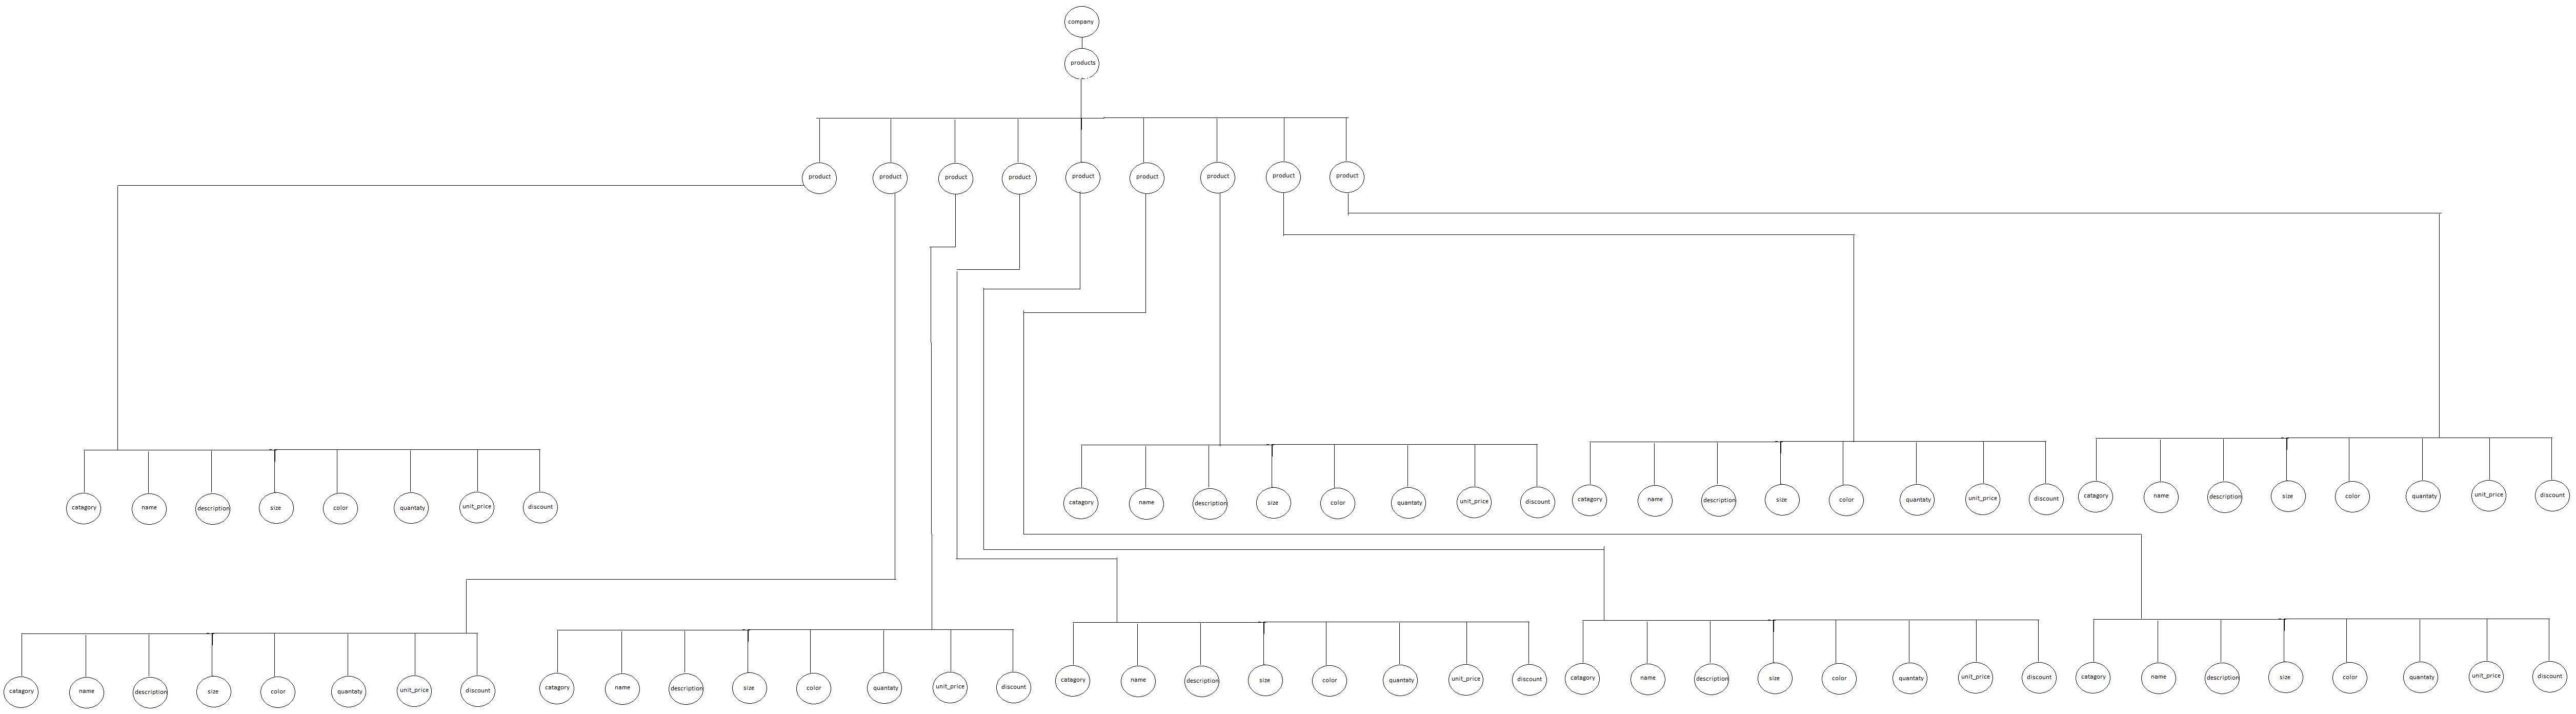 company
products
product
product
product
product
product
product
product
product
product
catagory
name
description
size
color
quantaty
unit_price
discount
catagory
name
description
size
color
quantaty
unit_price
discount
catagory
name
description
size
color
quantaty
unit_price
discount
catagory
name
description
size
color
quantaty
unit_price
discount
catagory
name
description
size
color
quantaty
unit_price
discount
catagory
name
description
size
color
quantaty
unit_price
discount
catagory
name
description
size
color
quantaty
unit_price
discount
catagory
name
description
size
color
quantaty
unit_price
discount
catagory
name
description
size
color
quantaty
unit_price
discount